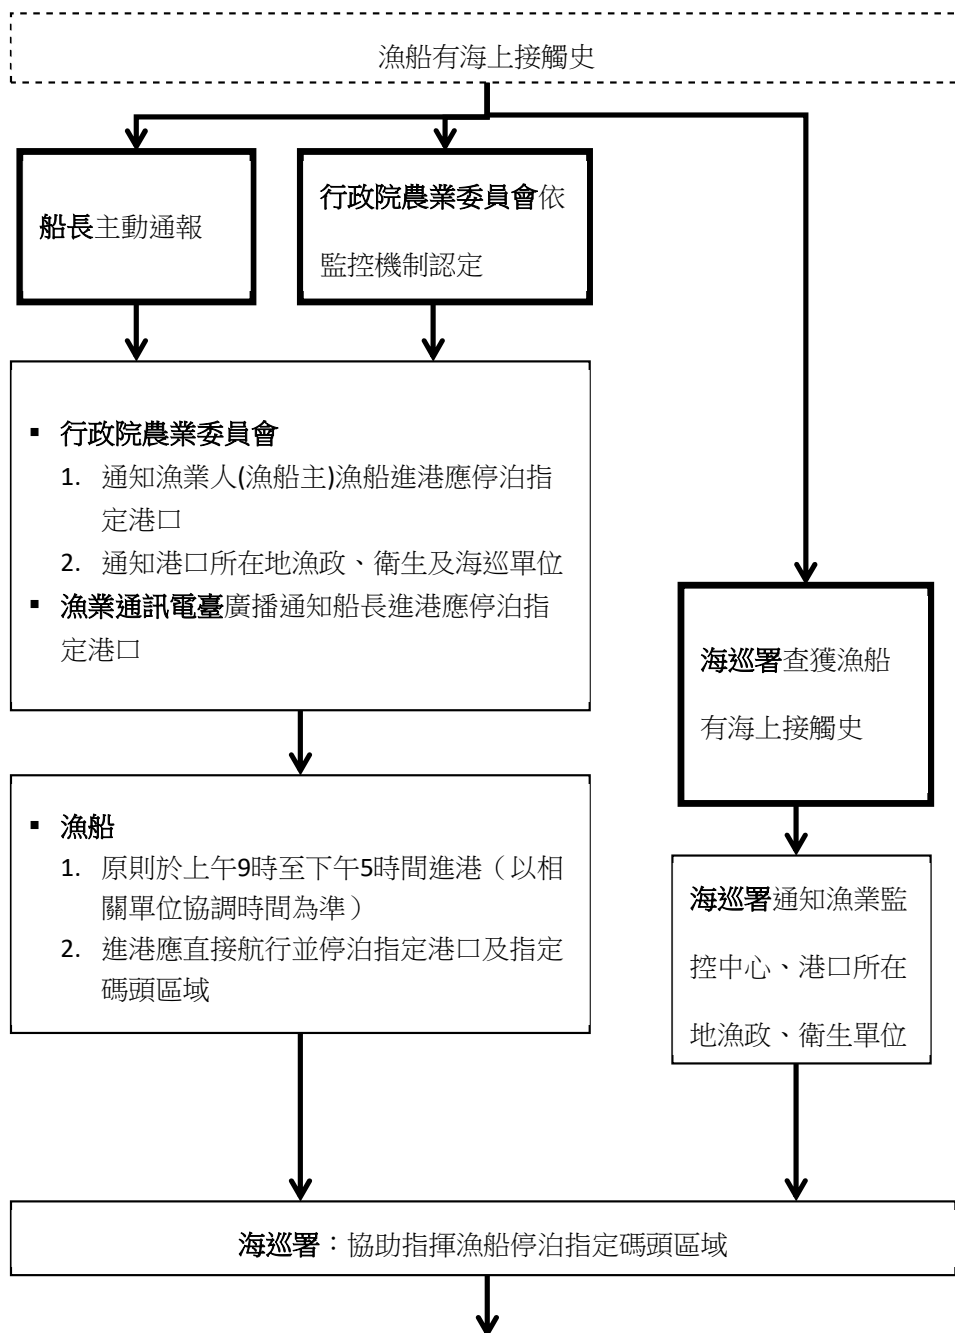 漁船有海上接觸史
船長主動通報
行政院農業委員會依
監控機制認定
▪ 行政院農業委員會
1. 通知漁業人(漁船主)漁船進港應停泊指
定港口
2. 通知港口所在地漁政、衛生及海巡單位
▪ 漁業通訊電臺廣播通知船長進港應停泊指
定港口
海巡署查獲漁船
有海上接觸史
▪ 漁船
1. 原則於上午9時至下午5時間進港（以相
關單位協調時間為準）
2. 進港應直接航行並停泊指定港口及指定
碼頭區域
海巡署通知漁業監
控中心、港口所在
地漁政、衛生單位
海巡署：協助指揮漁船停泊指定碼頭區域